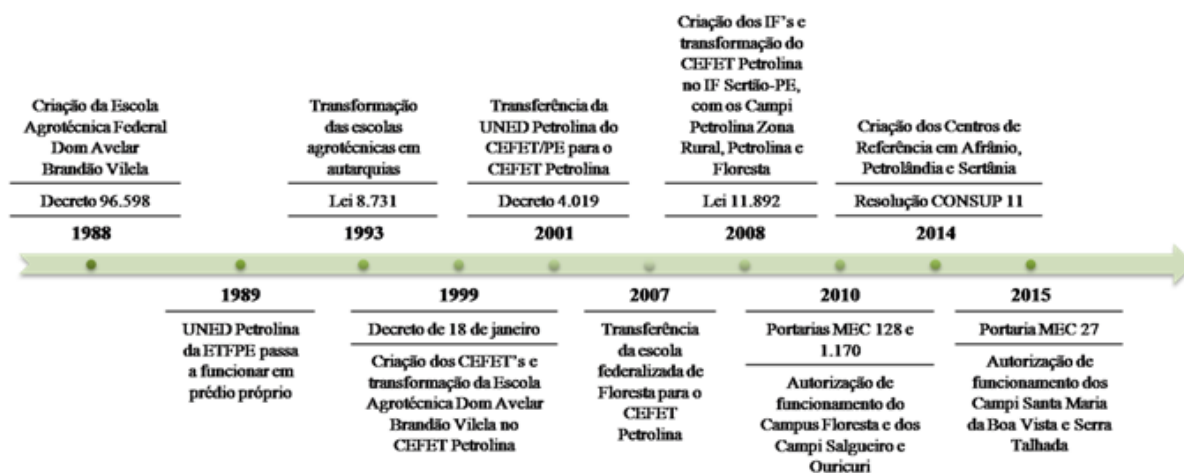 Criação da Escola
Agrotécnica Federal
Dom Avelar
Brandão Vilela
Decreto 96.598
1988
Transformação
das escolas
agrotécnicas em
autarquias
Lei 8.731
1993
Transferência da
UNED Petrolina do
CEFET/PE para o
CEFET Petrolina
Decreto 4.019
2001
Criação dos IF's e
transformação do
CEFET Petrolina
no IF Sertão-PE,
com os Campi
Petrolina Zona
Rural, Petrolina e
Floresta
Lei 11.892
2008
Criação dos Centros de
Referência em Afrânio,
Petrolândia e Sertânia
Resolução CONSUP 11
2014
1989
UNED Petrolina
da ETFPE passa
a funcionar em
prédio próprio
1999
Decreto de 18 de janeiro
Criação dos CEFET's e
transformação da Escola
Agrotécnica Dom Avelar
Brandão Vilela no
CEFET Petrolina
2007
Transferência
da escola
federalizada de
Floresta para o
CEFET
Petrolina
2010
Portarias MEC 128 e
1.170
Autorização de
funcionamento do
Campus Floresta e dos
Campi Salgueiro e
Ouricuri
2015
Portaria MEC 27
Autorização de
funcionamento dos
Campi Santa Maria
da Boa Vista e Serra
Talhada